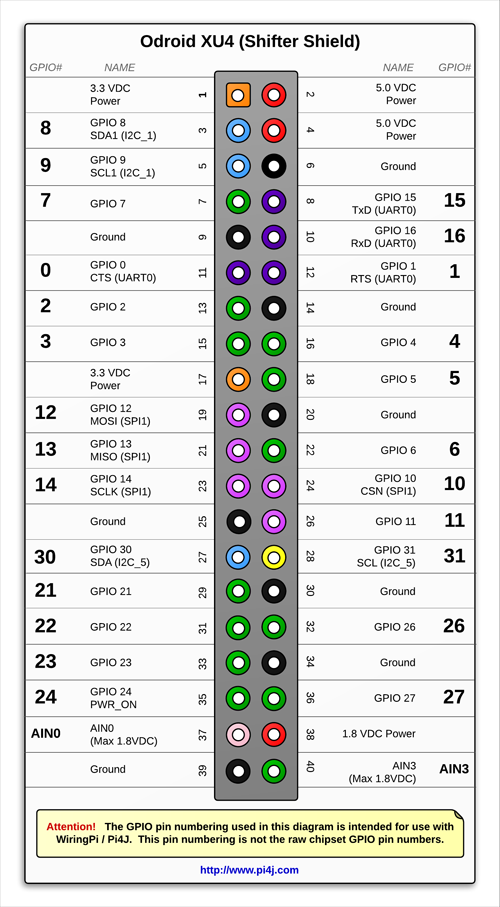 Odroid XU4 (Shifter Shield)
GPIO# NAME NAME GPIO#
3.3 VDC
Power
1 2
5.0 VDC
Power
8
GPIO 8
SDA1 (I2C_1)
3 4
5.0 VDC
Power
9
GPIO 9
SCL1 (I2C_1)
5 6
Ground
7
GPIO 7
7 8
GPIO 15
TxD (UART0)
15
Ground
9 10
GPIO 16
RxD (UART0)
16
0
GPIO 0
CTS (UART0)
11 12
GPIO 1
RTS (UART0)
1
2
GPIO 2
13 14
Ground
3
GPIO 3
15 16
GPIO 4
4
3.3 VDC
Power
17 18
GPIO 5
5
12
GPIO 12
MOSI (SPI1)
19 20
Ground
13
GPIO 13
MISO (SPI1)
21 22
GPIO 6
6
14
GPIO 14
SCLK (SPI1)
23 24
GPIO 10
CSN (SPI1)
10
Ground
25 26
GPIO 11
11
30
GPIO 30
SDA (I2C_5)
27 28
GPIO 31
SCL (I2C_5)
31
21
GPIO 21
29 30
Ground
22
GPIO 22
31 32
GPIO 26
26
23
GPIO 23
33 34
Ground
24
GPIO 24
PWR_ON
35 36
GPIO 27
27
AIN0
AIN0
(Max 1.8VDC)
37 38
1.8 VDC Power
Ground
39 40
AIN3
(Max 1.8VDC)
AIN3
Attention! The GPIO pin numbering used in this diagram is intended for use with
WiringPi / Pi4J. This pin numbering is not the raw chipset GPIO pin numbers.
http://www.pi4j.com